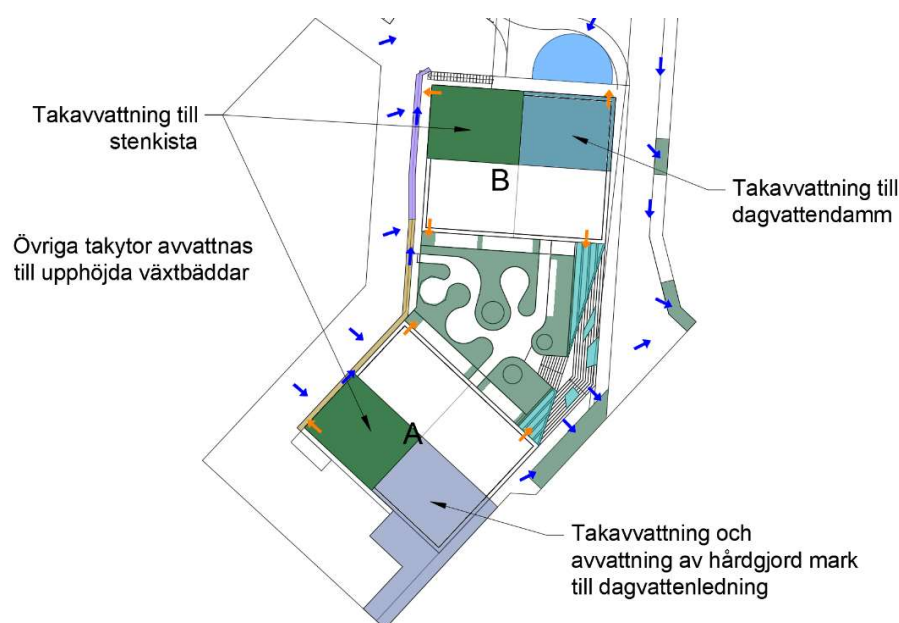 Takavvattning till
stenkista
B
Takavvattning till
dagvattendamm
Övriga takytor avvattnas
till upphöjda växtbäddar
A
Takavvattning och
avvattning av hårdgjord mark
till dagvattenledning